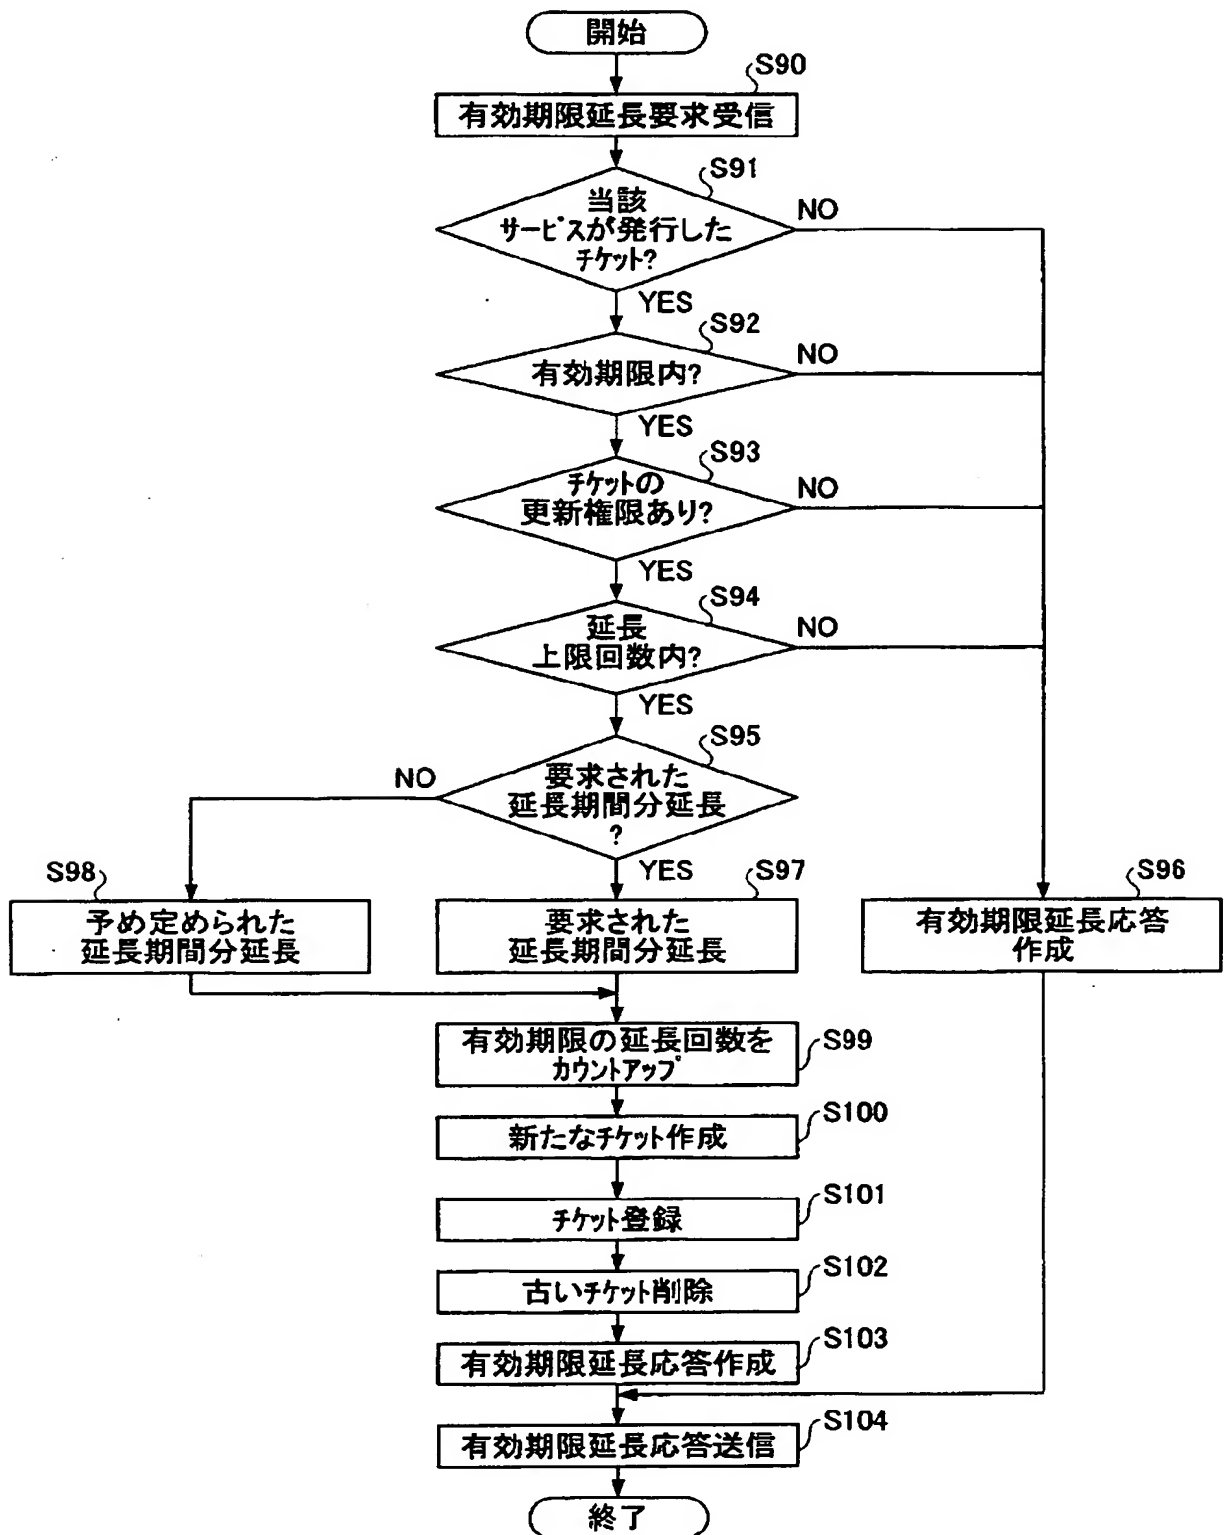 開始
S90
有効期限延長要求受信
S91
当該
サービスが発行した
チケット?
NO
YES
S92
有効期限内?
NO
YES
S93
チケットの
更新権限あり?
NO
YES
S94
延長
上限回数内?
NO
YES
S95
要求された
延長期間分延長
?
NO
YES
S98
予め定められた
延長期間分延長
S97
要求された
延長期間分延長
S96
有効期限延長応答
作成
S99
有効期限の延長回数を
カウントアップ
S100
新たなチケット作成
S101
チケット登録
S102
古いチケット削除
S103
有効期限延長応答作成
S104
有効期限延長応答送信
終了